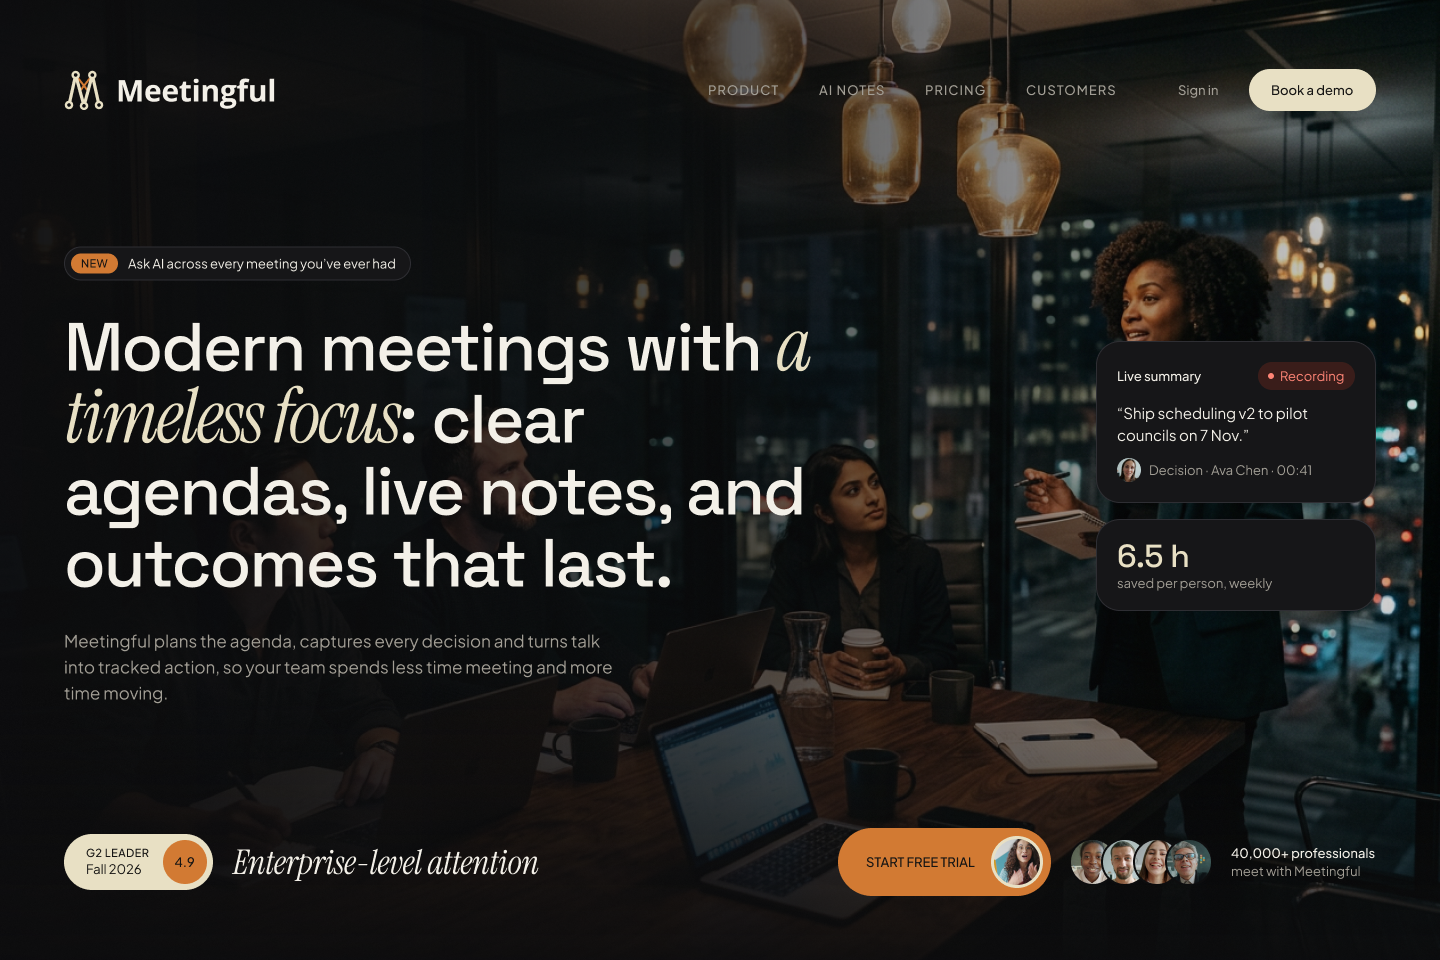 Meetingful
PRODUCT AI NOTES PRICING CUSTOMERS Sign in Book a demo
NEW Ask AI across every meeting you've ever had
Modern meetings with a
timeless focus: clear
agendas, live notes, and
outcomes that last.
Meetingful plans the agenda, captures every decision and turns talk
into tracked action, so your team spends less time meeting and more
time moving.
Live summary Recording
“Ship scheduling v2 to pilot
councils on 7 Nov.”
Decision · Ava Chen · 00:41
6.5 h
saved per person, weekly
G2 LEADER
Fall 2026
4.9
Enterprise-level attention
START FREE TRIAL
40,000+ professionals
meet with Meetingful